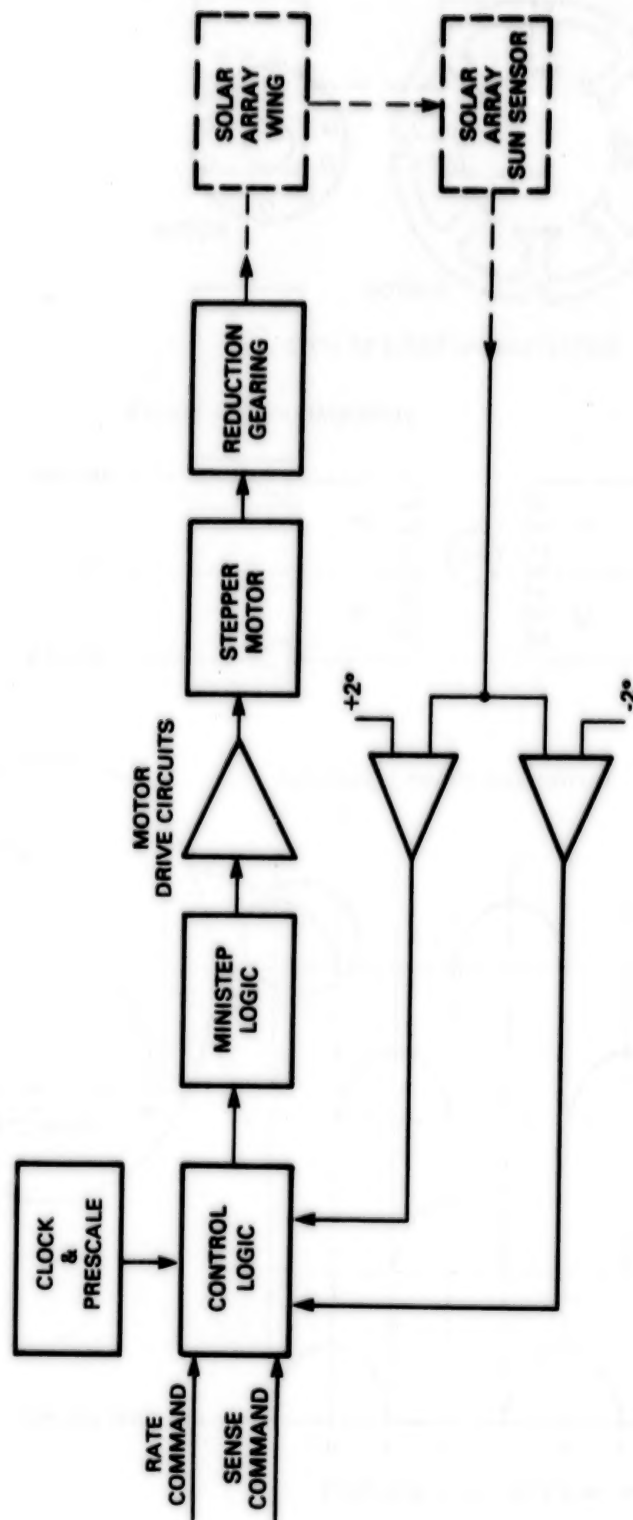 CLOCK
&
PRESCALE
RATE
COMMAND
SENSE
COMMAND
CONTROL
LOGIC
MINISTEP
LOGIC
MOTOR
DRIVE CIRCUITS
STEPPER
MOTOR
REDUCTION
GEARING
SOLAR
ARRAY
WING
SOLAR
ARRAY
SUN SENSOR
+2°
-2°